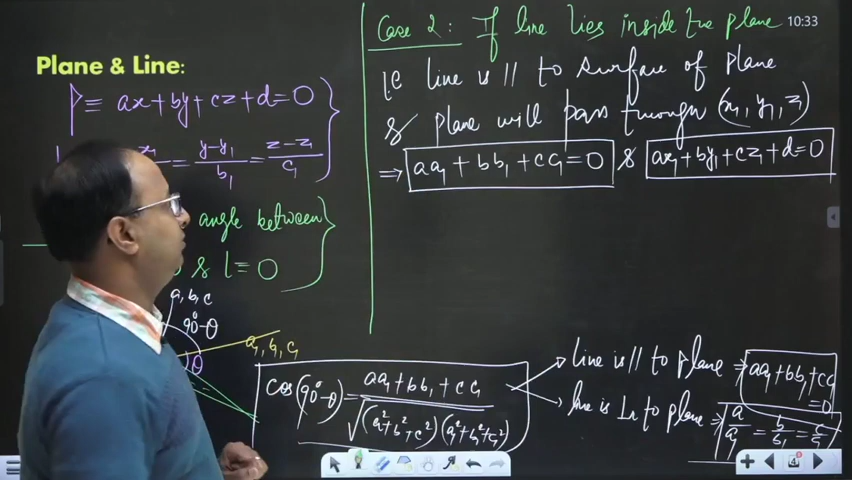 Plane & Line:
P ≡ ax + by + cz + d = 0
= y-y₁/b₁ = z-z₁/c₁
angle between
& l = 0
a, b, c
90°-θ
a₁, b₁, c₁
θ
cos(90°-θ) = aa₁ + bb₁ + cc₁ / √(a²+b²+c²)(a₁²+b₁²+c₁²)
10:33
Case 2: If line lies inside the plane
i.e line is || to surface of plane
& plane will pass through (x₁, y₁, z₁)
⇒ aa₁ + bb₁ + cc₁ = 0 & ax₁ + by₁ + cz₁ + d = 0
line is || to plane ⇒ aa₁ + bb₁ + cc₁ = 0
line is ⊥r to plane ⇒ a/a₁ = b/b₁ = c/c₁
4